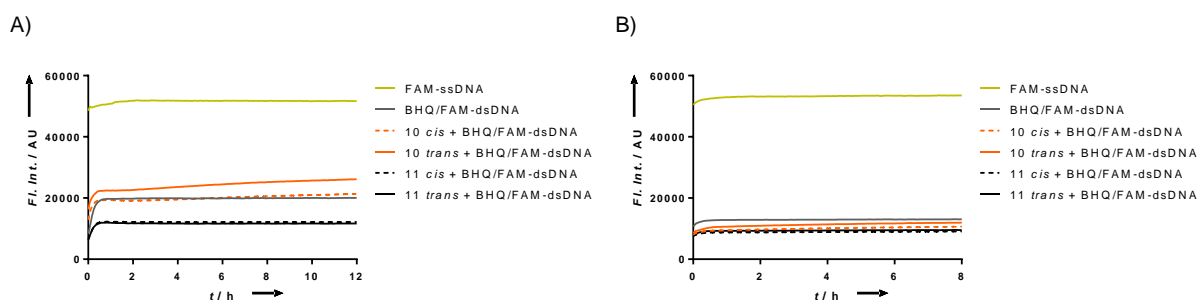 A)
60000
40000
20000
0
Fl. Int. / AU
0 2 4 6 8 10 12
t / h
FAM-ssDNA
BHQ/FAM-dsDNA
10 cis + BHQ/FAM-dsDNA
10 trans + BHQ/FAM-dsDNA
11 cis + BHQ/FAM-dsDNA
11 trans + BHQ/FAM-dsDNA
B)
60000
40000
20000
0
Fl. Int. / AU
0 2 4 6 8
t / h
FAM-ssDNA
BHQ/FAM-dsDNA
10 cis + BHQ/FAM-dsDNA
10 trans + BHQ/FAM-dsDNA
11 cis + BHQ/FAM-dsDNA
11 trans + BHQ/FAM-dsDNA